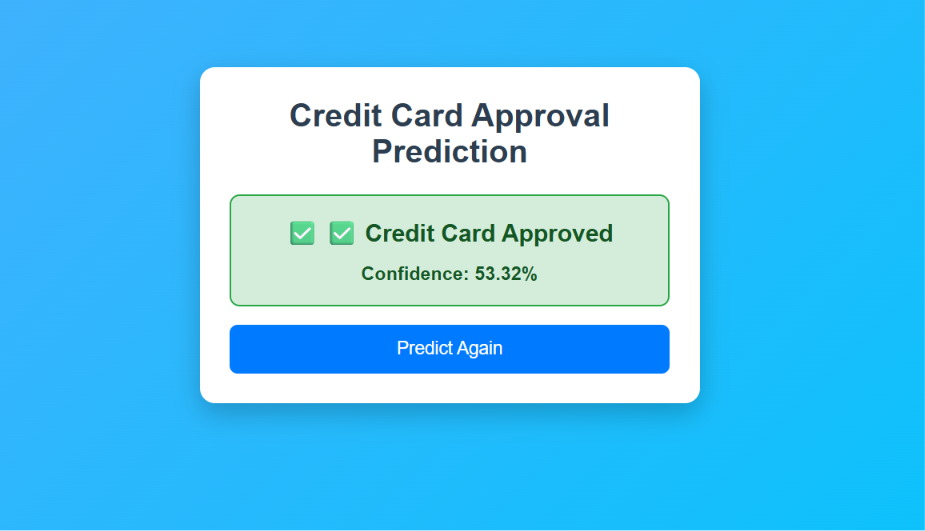 Credit Card Approval
Prediction
✅ ✅ Credit Card Approved
Confidence: 53.32%
Predict Again